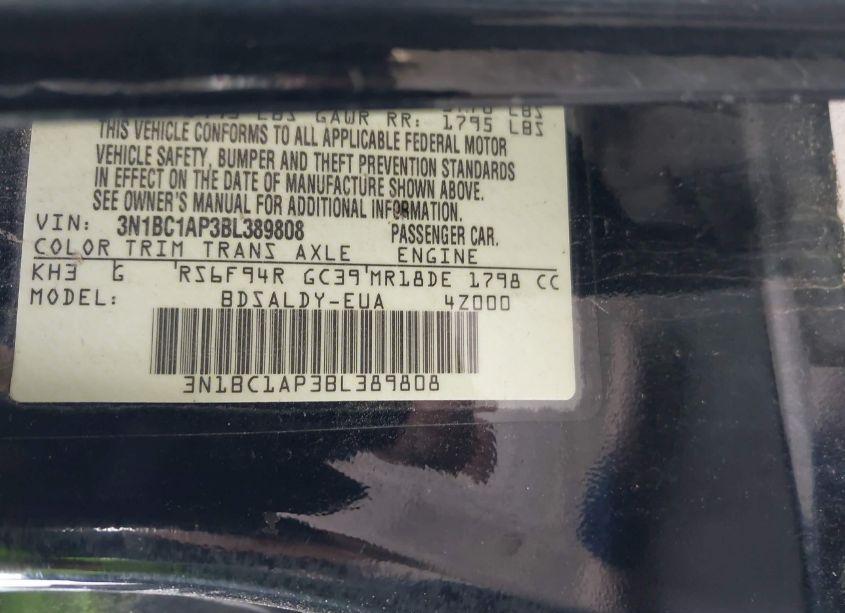 LBS GAWR RR: 1795 LBS
THIS VEHICLE CONFORMS TO ALL APPLICABLE FEDERAL MOTOR
VEHICLE SAFETY, BUMPER AND THEFT PREVENTION STANDARDS
IN EFFECT ON THE DATE OF MANUFACTURE SHOWN ABOVE.
SEE OWNER'S MANUAL FOR ADDITIONAL INFORMATION.
VIN: 3N1BC1AP3BL389808 PASSENGER CAR.
COLOR TRIM TRANS AXLE ENGINE
KH3 G RS6F94R GC39 MR18DE 1798 CC
MODEL: BDSALDY-EUA 4Z000
3N1BC1AP3BL389808